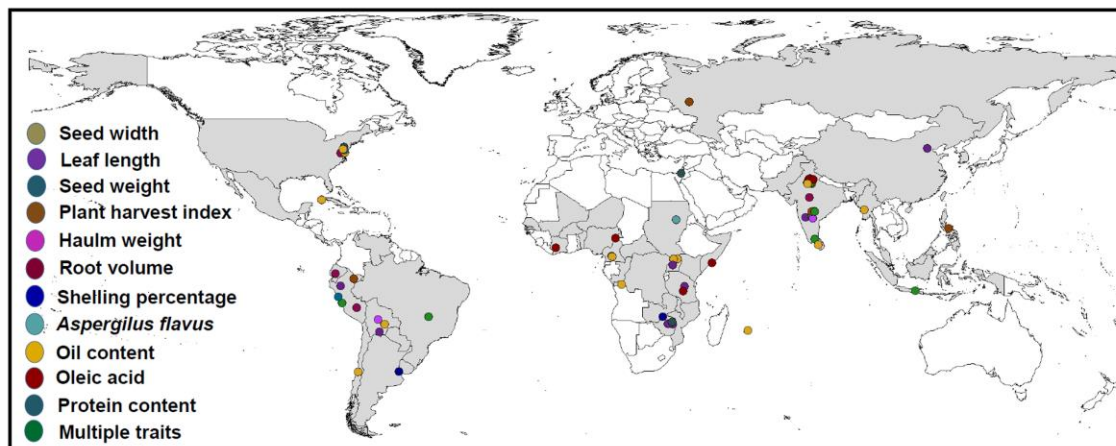 Seed width
Leaf length
Seed weight
Plant harvest index
Haulm weight
Root volume
Shelling percentage
Aspergilus flavus
Oil content
Oleic acid
Protein content
Multiple traits